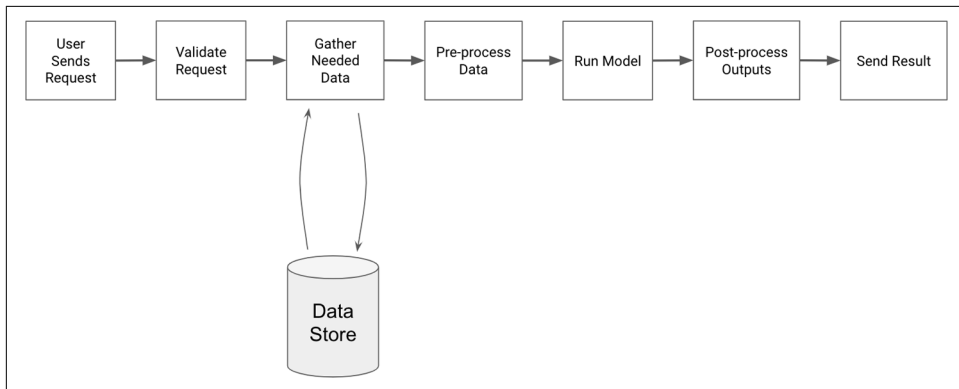 User
Sends
Request
Validate
Request
Gather
Needed
Data
Pre-process
Data
Run Model
Post-process
Outputs
Send Result
Data
Store